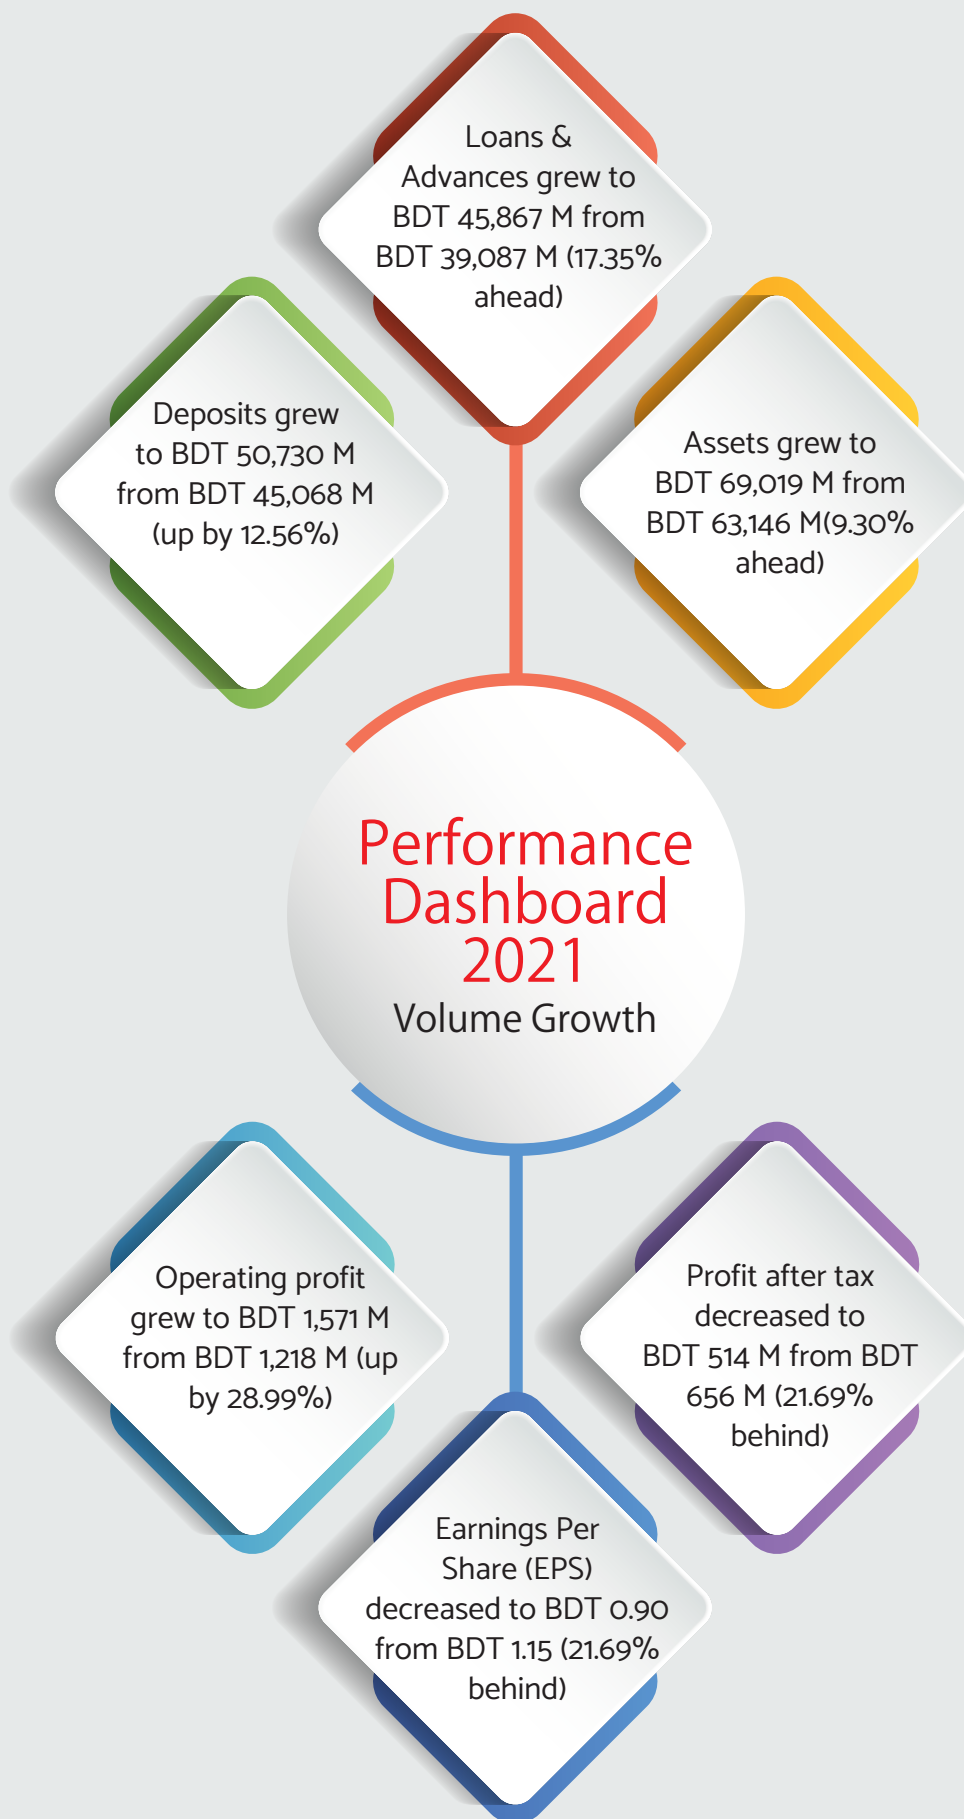 Loans &
Advances grew to
BDT 45,867 M from
BDT 39,087 M (17.35%
ahead)
Deposits grew
to BDT 50,730 M
from BDT 45,068 M
(up by 12.56%)
Assets grew to
BDT 69,019 M from
BDT 63,146 M(9.30%
ahead)
Performance
Dashboard
2021
Volume Growth
Operating profit
grew to BDT 1,571 M
from BDT 1,218 M (up
by 28.99%)
Profit after tax
decreased to
BDT 514 M from BDT
656 M (21.69%
behind)
Earnings Per
Share (EPS)
decreased to BDT 0.90
from BDT 1.15 (21.69%
behind)